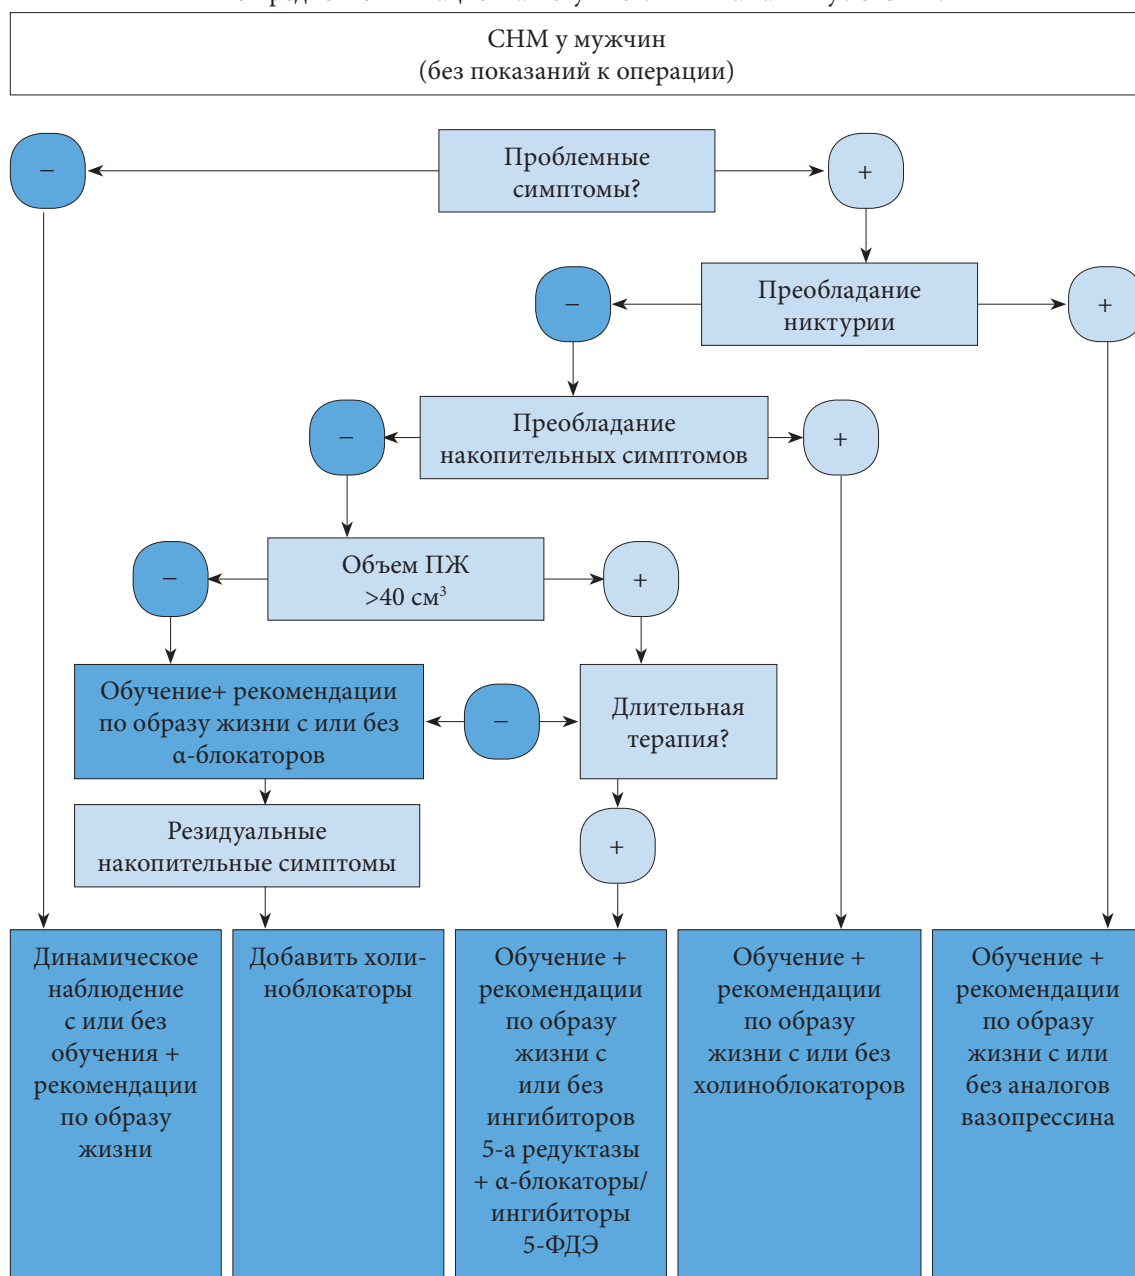 СНМ у мужчин
(без показаний к операции)
–
Проблемные
симптомы?
+
–
Преобладание
никтурии
+
–
Преобладание
накопительных симптомов
+
–
Объем ПЖ
>40 см³
+
Обучение+ рекомендации
по образу жизни с или без
α-блокаторов
–
Длительная
терапия?
Резидуальные
накопительные симптомы
+
Динамическое
наблюдение
с или без
обучения +
рекомендации
по образу
жизни
Добавить холи-
ноблокаторы
Обучение +
рекомендации
по образу
жизни с
или без
ингибиторов
5-а редуктазы
+ α-блокаторы/
ингибиторы
5-ФДЭ
Обучение +
рекомендации
по образу
жизни с или без
холиноблокаторов
Обучение +
рекомендации
по образу
жизни с или
без аналогов
вазопрессина